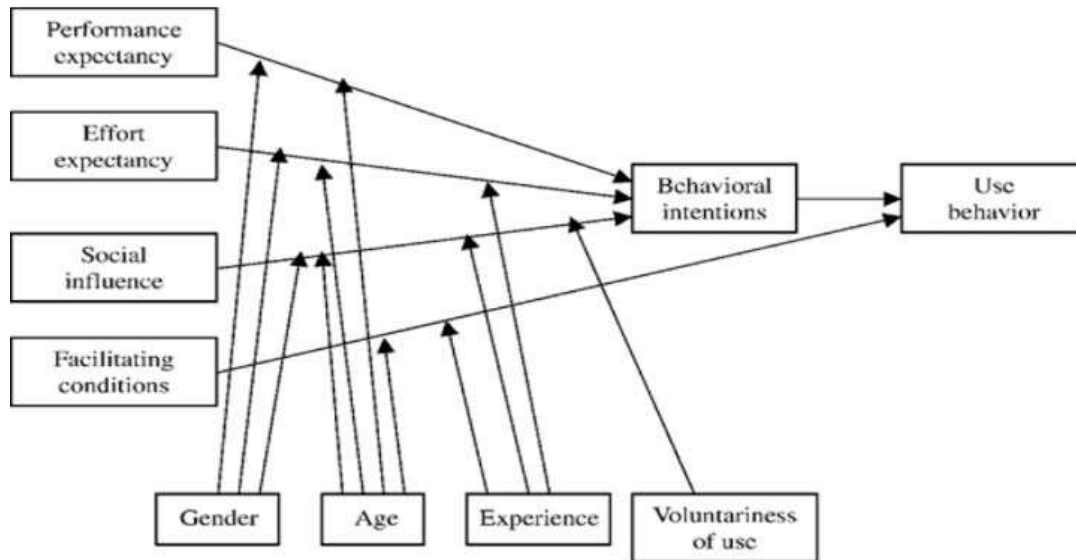 Performance
expectancy
Effort
expectancy
Behavioral
intentions
Use
behavior
Social
influence
Facilitating
conditions
Gender
Age
Experience
Voluntariness
of use